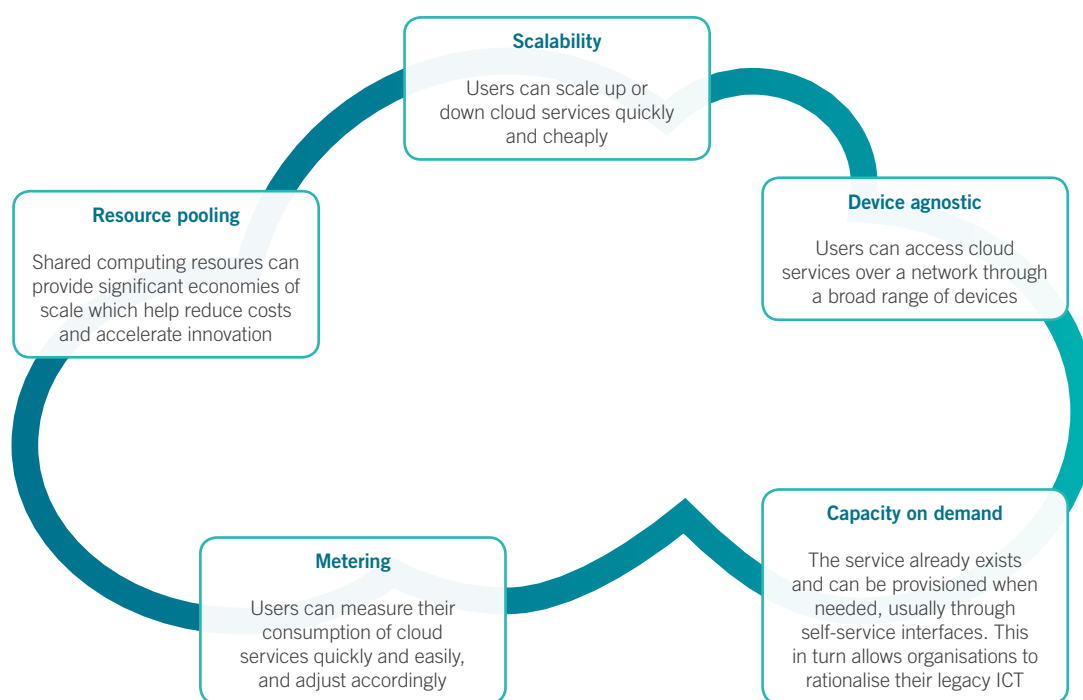 Scalability
Users can scale up or
down cloud services quickly
and cheaply
Device agnostic
Users can access cloud
services over a network through
a broad range of devices
Resource pooling
Shared computing resoures can
provide significant economies of
scale which help reduce costs
and accelerate innovation
Capacity on demand
The service already exists
and can be provisioned when
needed, usually through
self-service interfaces. This
in turn allows organisations to
rationalise their legacy ICT
Metering
Users can measure their
consumption of cloud
services quickly and easily,
and adjust accordingly